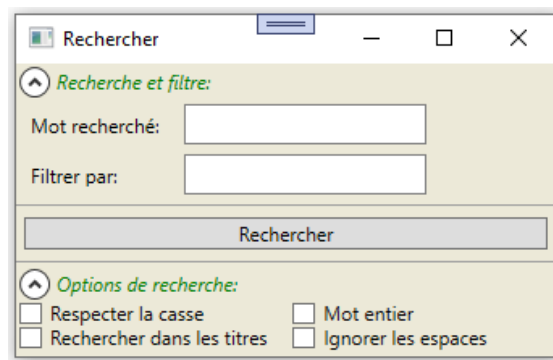 Rechercher
Recherche et filtre:
Mot recherché:
Filtrer par:
Rechercher
Options de recherche:
Respecter la casse
Mot entier
Rechercher dans les titres
Ignorer les espaces